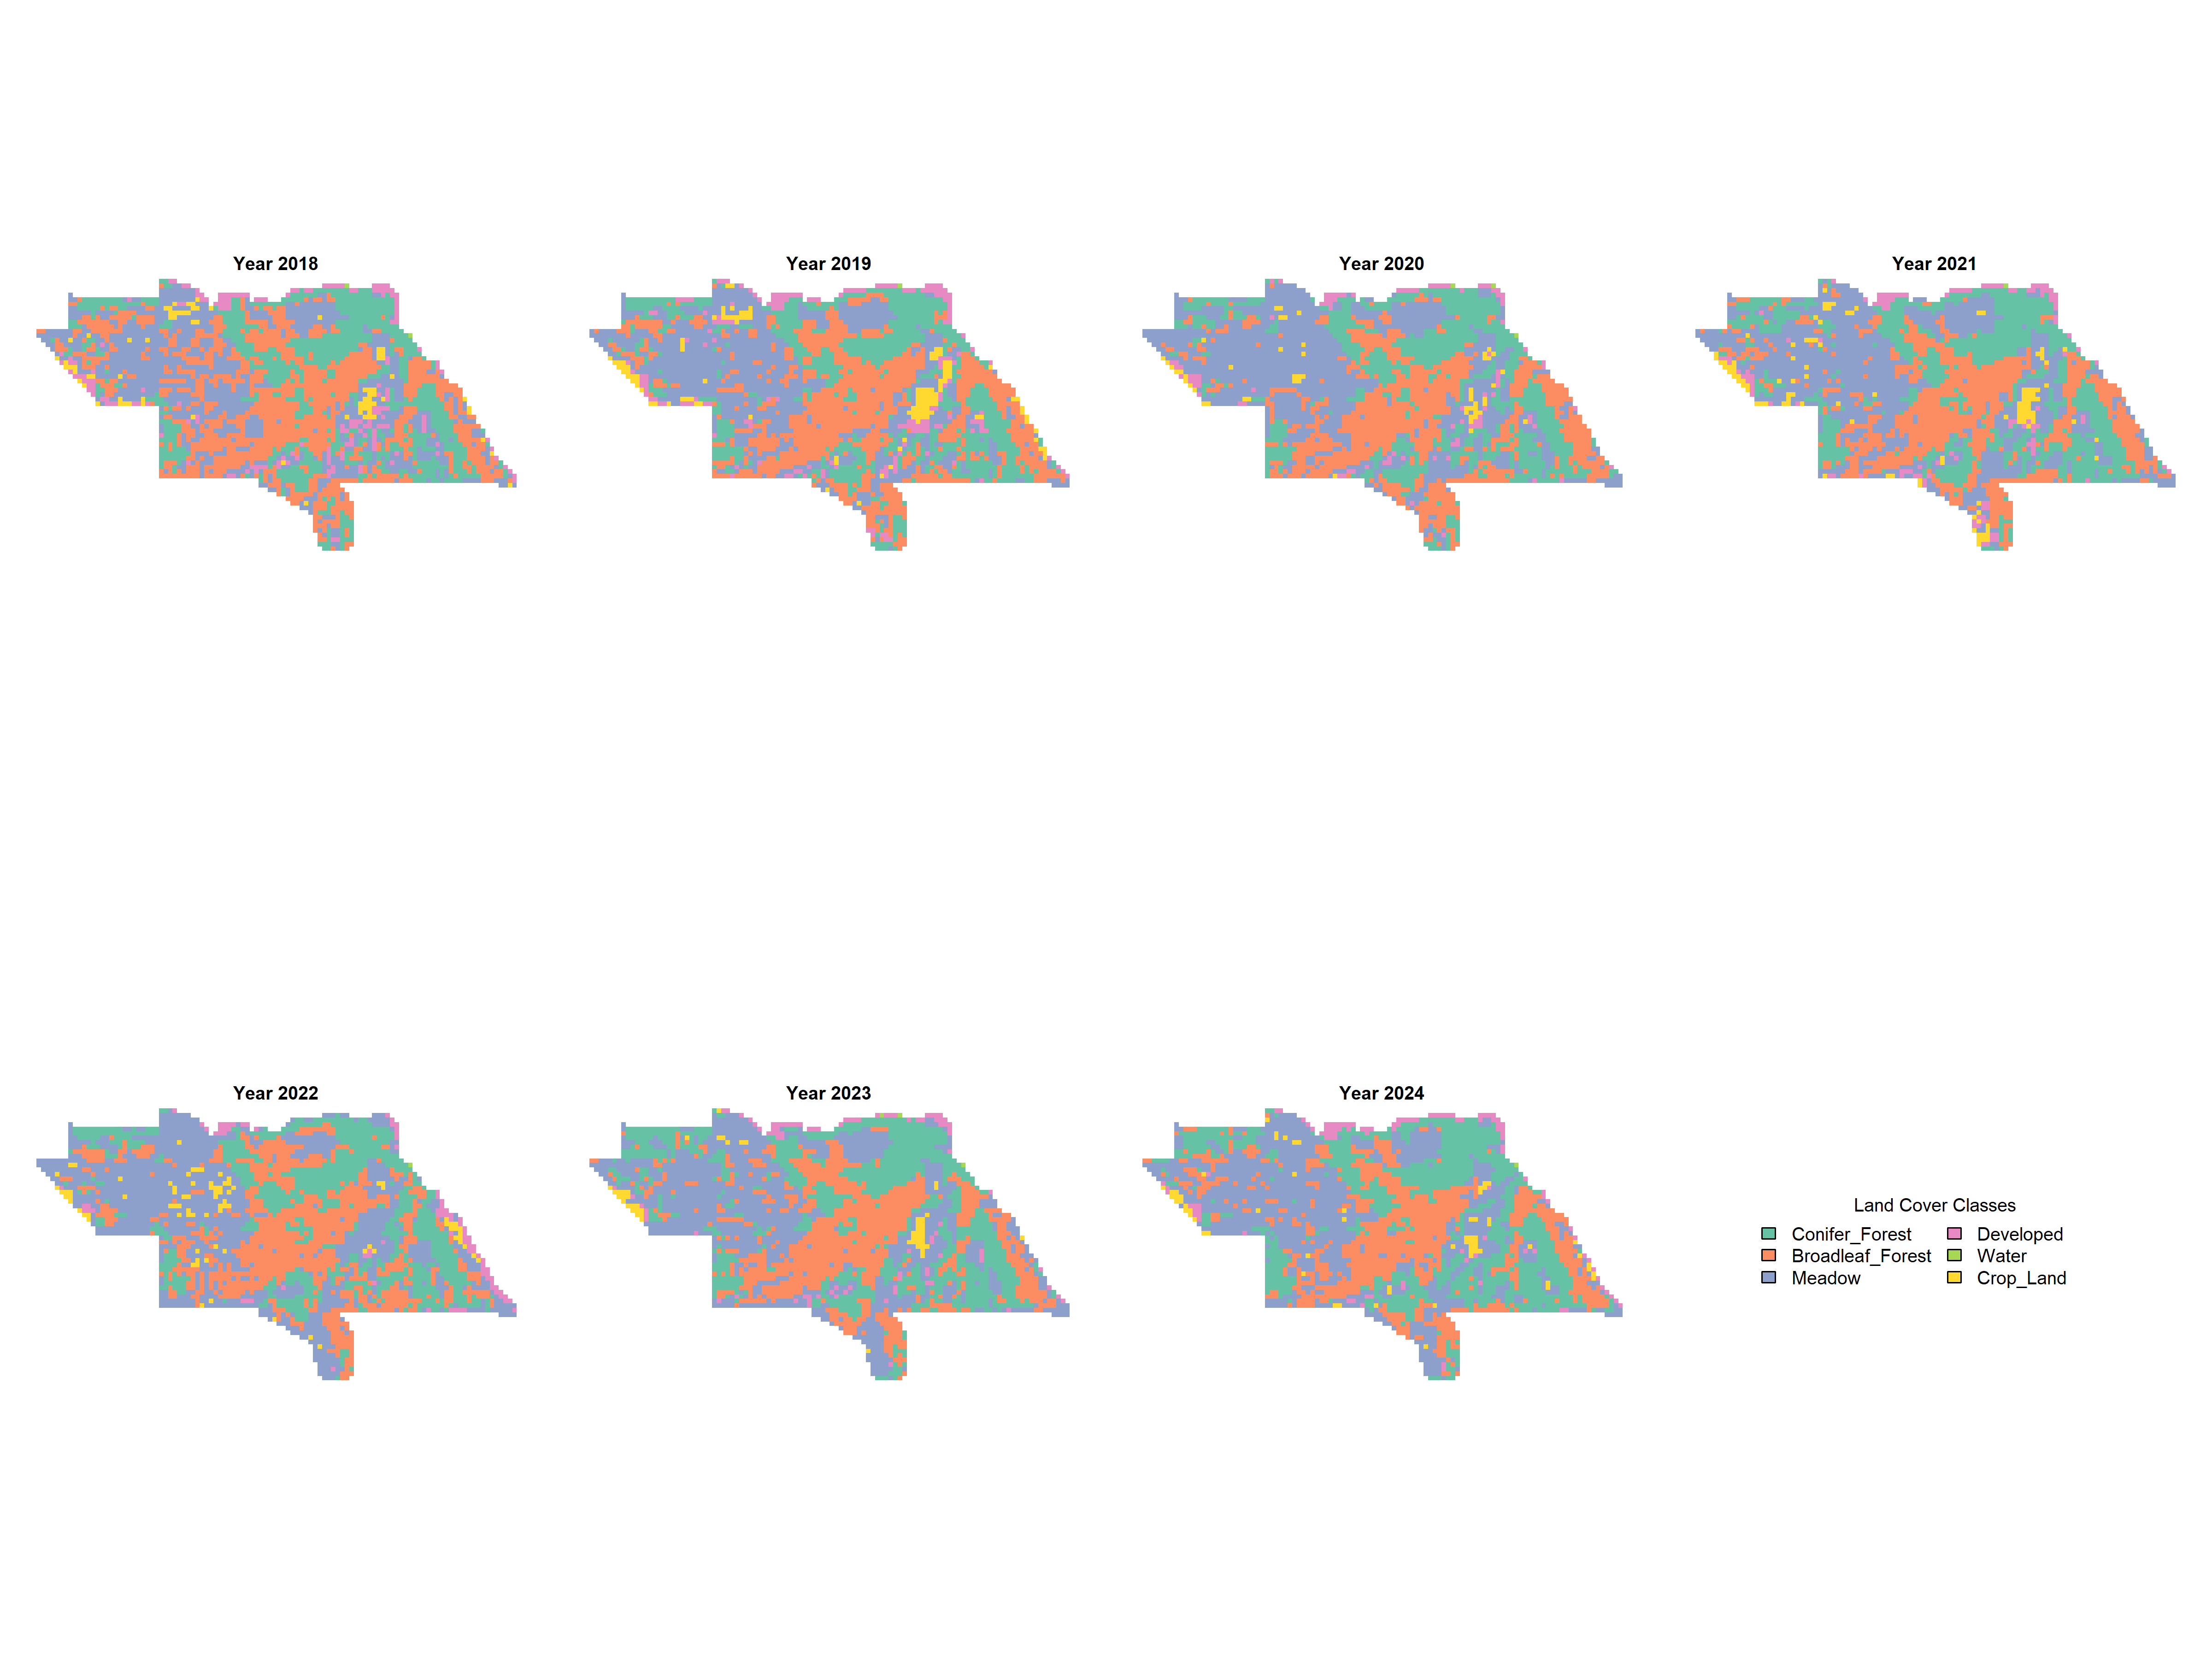 Year 2018
Year 2019
Year 2020
Year 2021
Year 2022
Year 2023
Year 2024
Land Cover Classes
Conifer_Forest
Broadleaf_Forest
Meadow
Developed
Water
Crop_Land